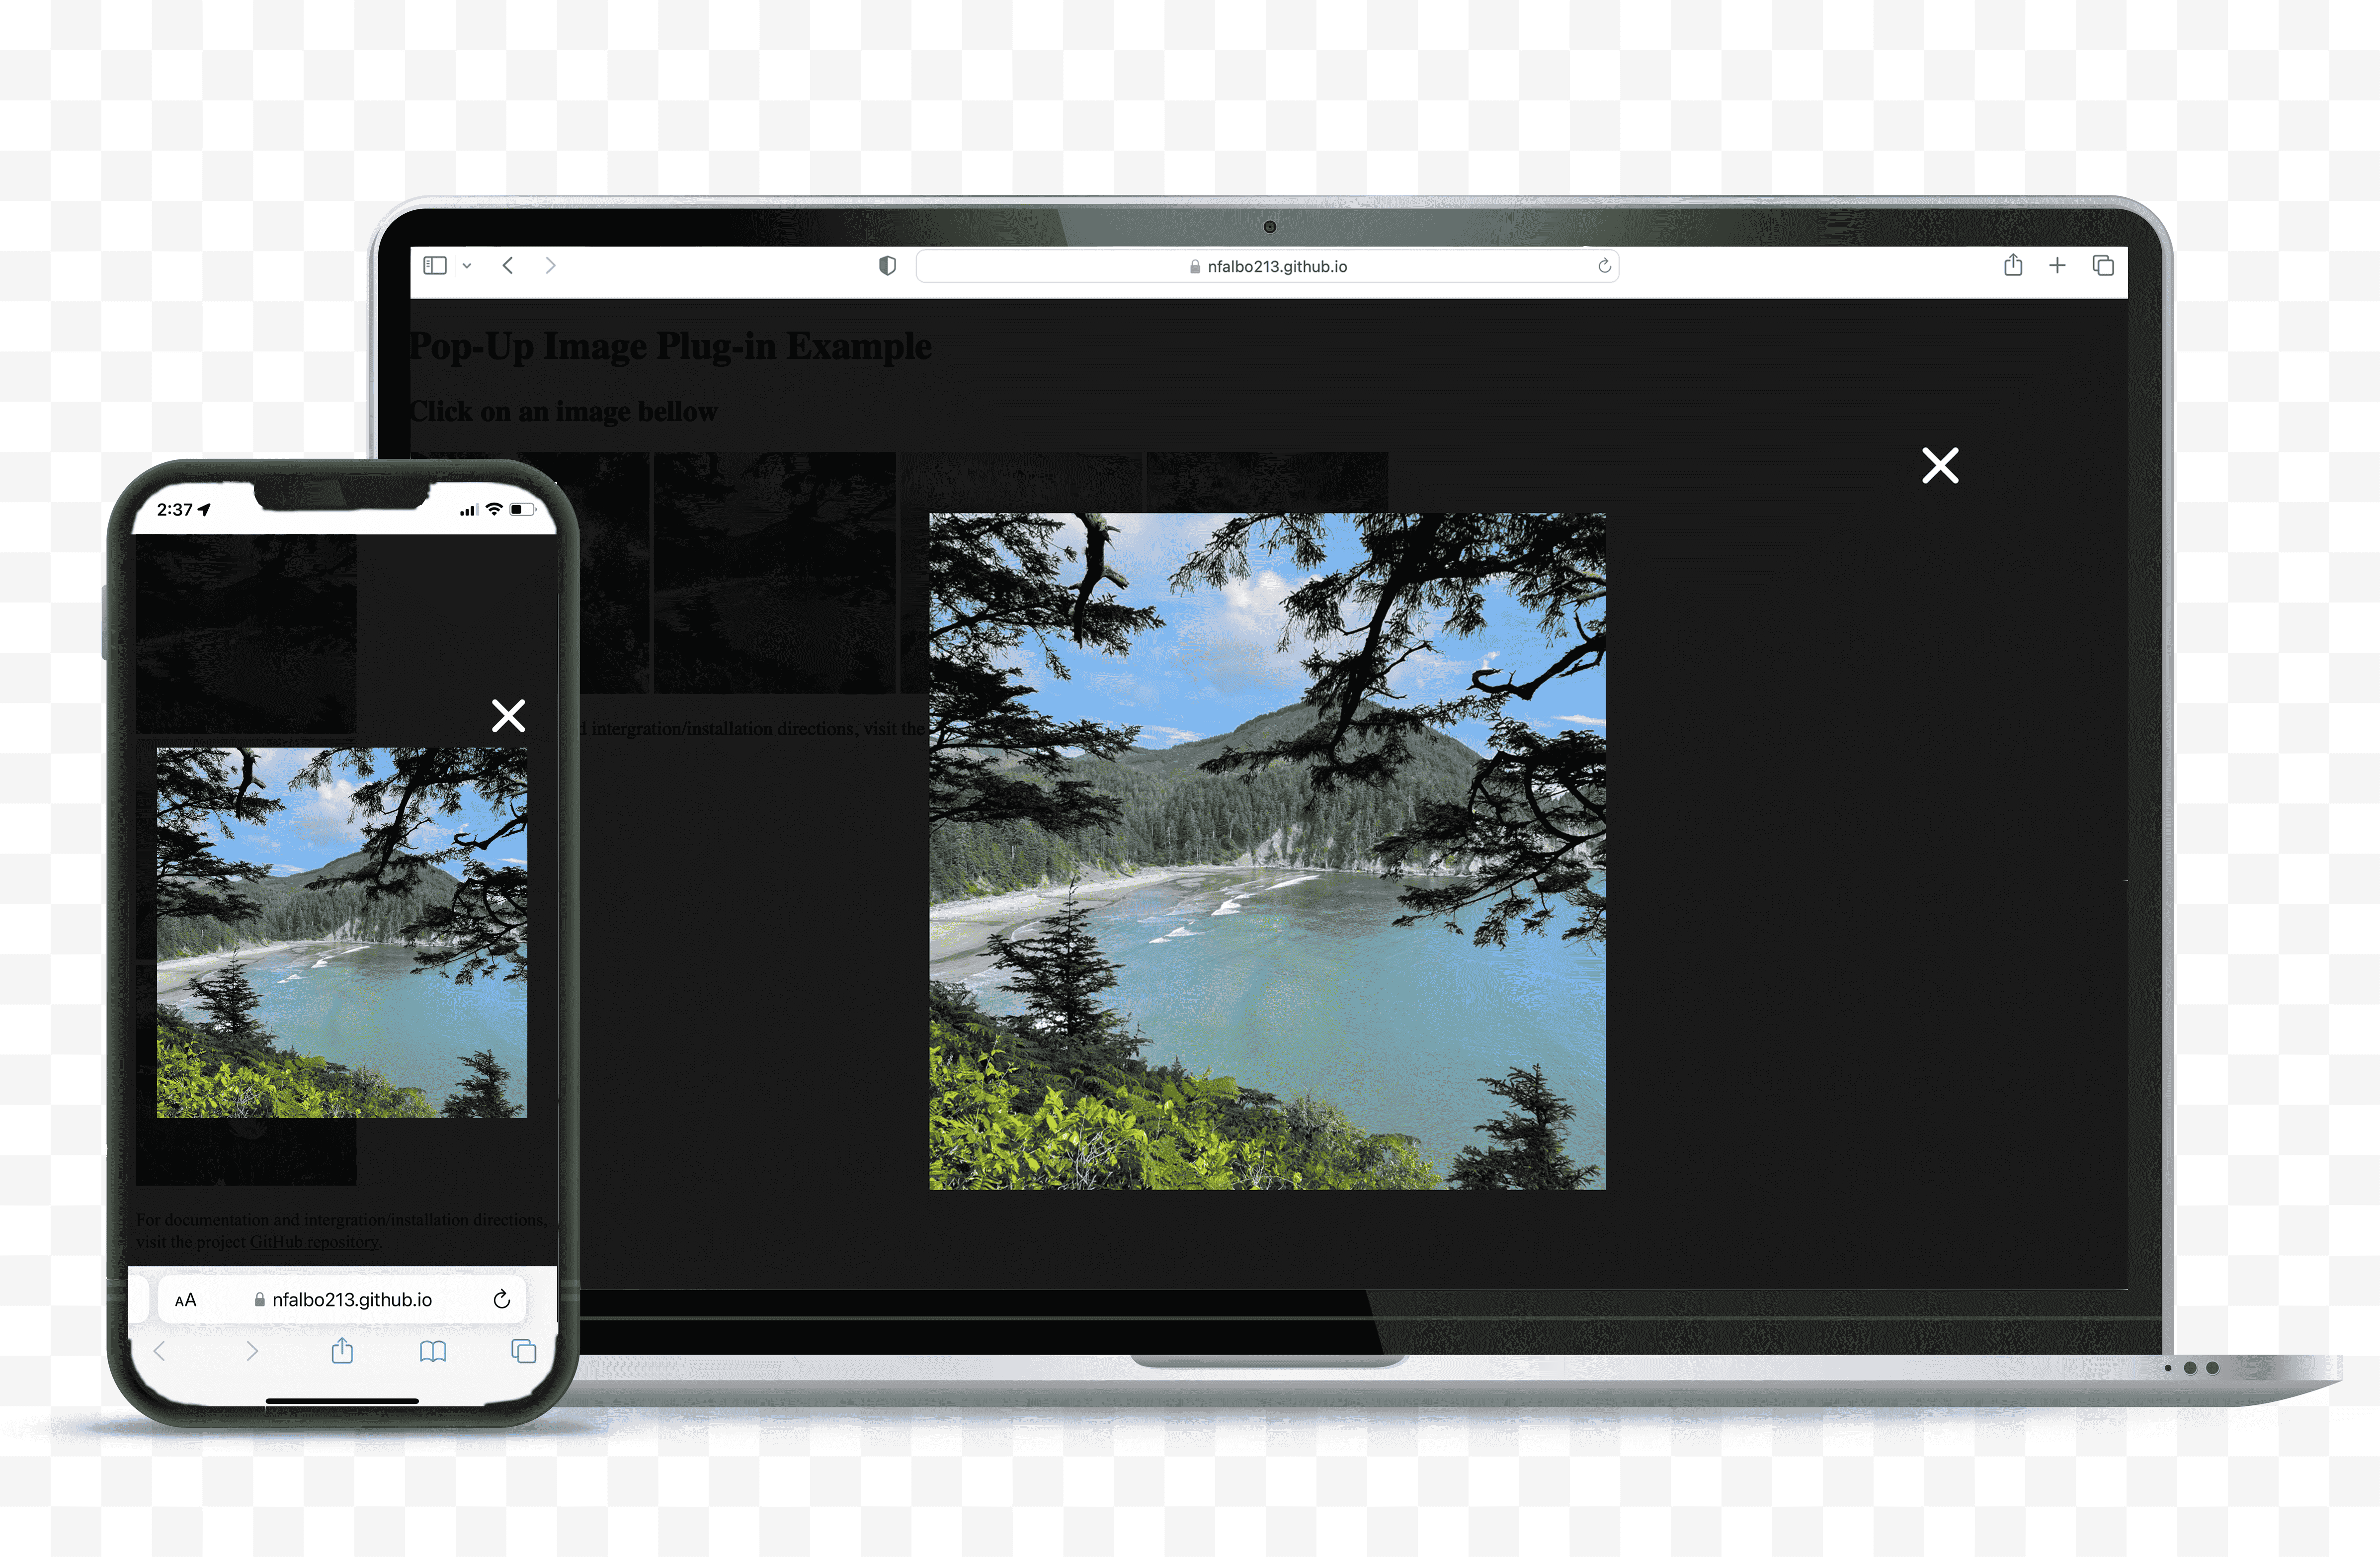 nfalbo213.github.io
Pop-Up Image Plug-in Example
Click on an image bellow
intergration/installation directions, visit the
2:37
For documentation and intergration/installation directions,
visit the project GitHub repository.
AA
nfalbo213.github.io